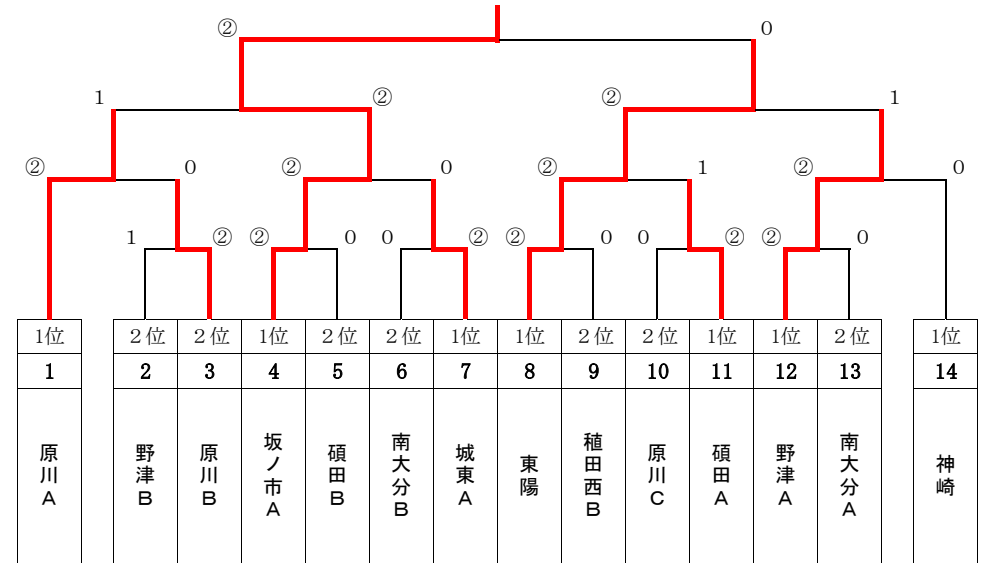 ② 0
1 ② ② 1
② 0 ② 0 ② 1 ② 0
1 ② ② 0 0 ② ② 0 0 ② ② 0
1位 2位 2位 1位 2位 2位 1位 1位 2位 2位 1位 1位 2位 1位
1 2 3 4 5 6 7 8 9 10 11 12 13 14
原川A
野津B
原川B
坂ノ市A
碩田B
南大分B
城東A
東陽
稙田西B
原川C
碩田A
野津A
南大分A
神崎